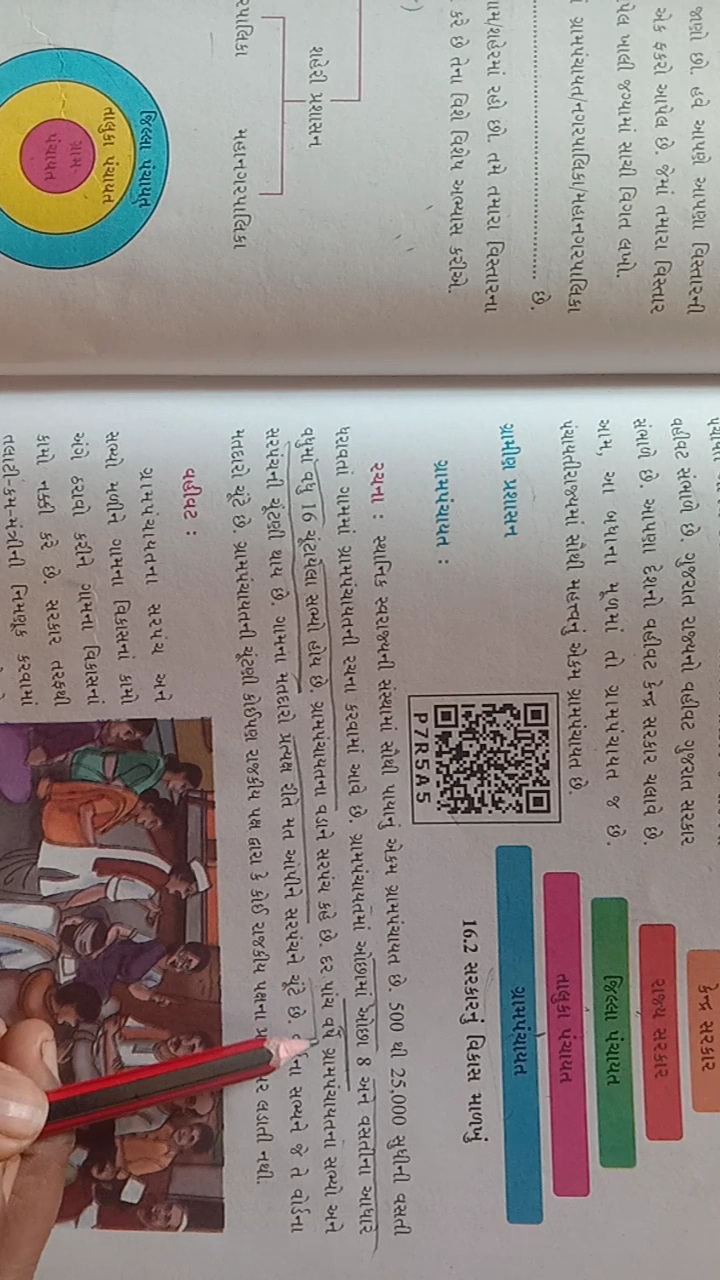 જાણો છો. હવે આપણે આપણા વિસ્તારની
એક ફકરો આપેલ છે. જેમાં તમારા વિસ્તાર
ખાલી જગ્યામાં સાચી વિગત લખો.
ગ્રામપંચાયત/નગરપાલિકા/મહાનગરપાલિકા
છે.
રહે છો. તમે તમારા વિસ્તારના
કરે છે તેના વિશે વિશેષ અભ્યાસ કરીએ.
શહેરી પ્રશાસન
મહાનગરપાલિકા
જિલ્લા પંચાયત
તાલુકા પંચાયત
ગ્રામ-
પંચાયત
વહીવટ સંભાળે છે. ગુજરાત રાજ્યનો વહીવટ ગુજરાત સરકાર
સંભાળે છે. આપણા દેશનો વહીવટ કેન્દ્ર સરકાર ચલાવે છે.
આમ, આ બધાના મૂળમાં તો ગ્રામપંચાયત જ છે.
પંચાયતીરાજ્યમાં સૌથી મહત્ત્વનું એકમ ગ્રામપંચાયત છે.
કેન્દ્ર સરકાર
રાજ્ય સરકાર
જિલ્લા પંચાયત
તાલુકા પંચાયત
ગ્રામપંચાયત
16.2 સરકારનું વિકાસ માળખું
ગ્રામીણ પ્રશાસન
ગ્રામપંચાયત :
P7R5A5
રચના : સ્થાનિક સ્વરાજ્યની સંસ્થામાં સૌથી પાયાનું એકમ ગ્રામપંચાયત છે. 500 થી 25,000 સુધીની વસતી
ધરાવતાં ગામમાં ગ્રામપંચાયતની રચના કરવામાં આવે છે. ગ્રામપંચાયતમાં ઓછામાં ઓછા 8 અને વસતીના આધારે
વધુમાં વધુ 16 ચૂંટાયેલા સભ્યો હોય છે. ગ્રામપંચાયતના વડાને સરપંચ કહે છે. દર પાંચ વર્ષે ગ્રામપંચાયતના સભ્યો અને
સરપંચની ચૂંટણી થાય છે. ગામના મતદારો પ્રત્યક્ષ રીતે મત આપીને સરપંચને ચૂંટે છે. સભ્યને જે તે વોર્ડના
મતદારો ચૂંટે છે. ગ્રામપંચાયતની ચૂંટણી કોઈપણ રાજકીય પક્ષ દ્વારા કે કોઈ રાજકીય પક્ષના લડાતી નથી.
વહીવટ :
ગ્રામપંચાયતના સરપંચ અને
સભ્યો મળીને ગામના વિકાસનાં કામો
અંગે ઠરાવો કરીને ગામના વિકાસનાં
કામો નક્કી કરે છે. સરકાર તરફથી
તલાટી-કમ-મંત્રીની નિમણૂક કરવામાં